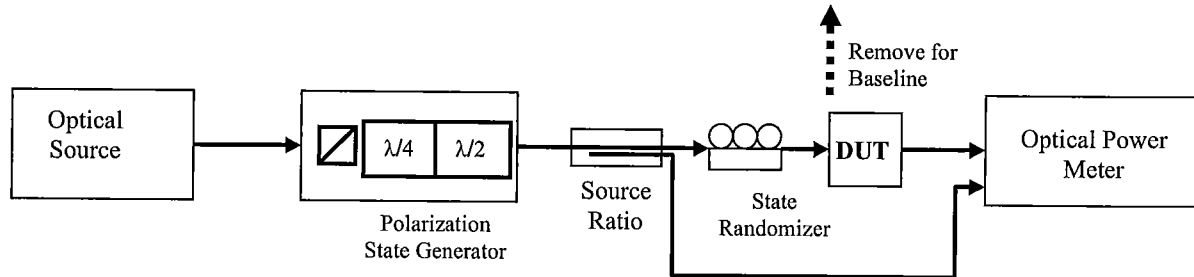 Remove for
Baseline
Optical
Source
λ/4
λ/2
DUT
Optical Power
Meter
Source
Ratio
State
Randomizer
Polarization
State Generator